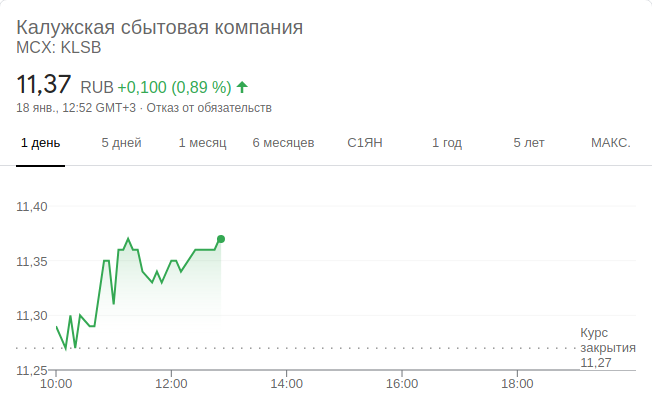 Калужская сбытовая компания
MCX: KLSB
11,37 RUB +0,100 (0,89 %)
18 янв., 12:52 GMT+3 · Отказ от обязательств
1 день 5 дней 1 месяц 6 месяцев С1ЯН 1 год 5 лет МАКС.
11,40
11,35
11,30
Курс
закрытия
11,27
11,25
10:00 12:00 14:00 16:00 18:00